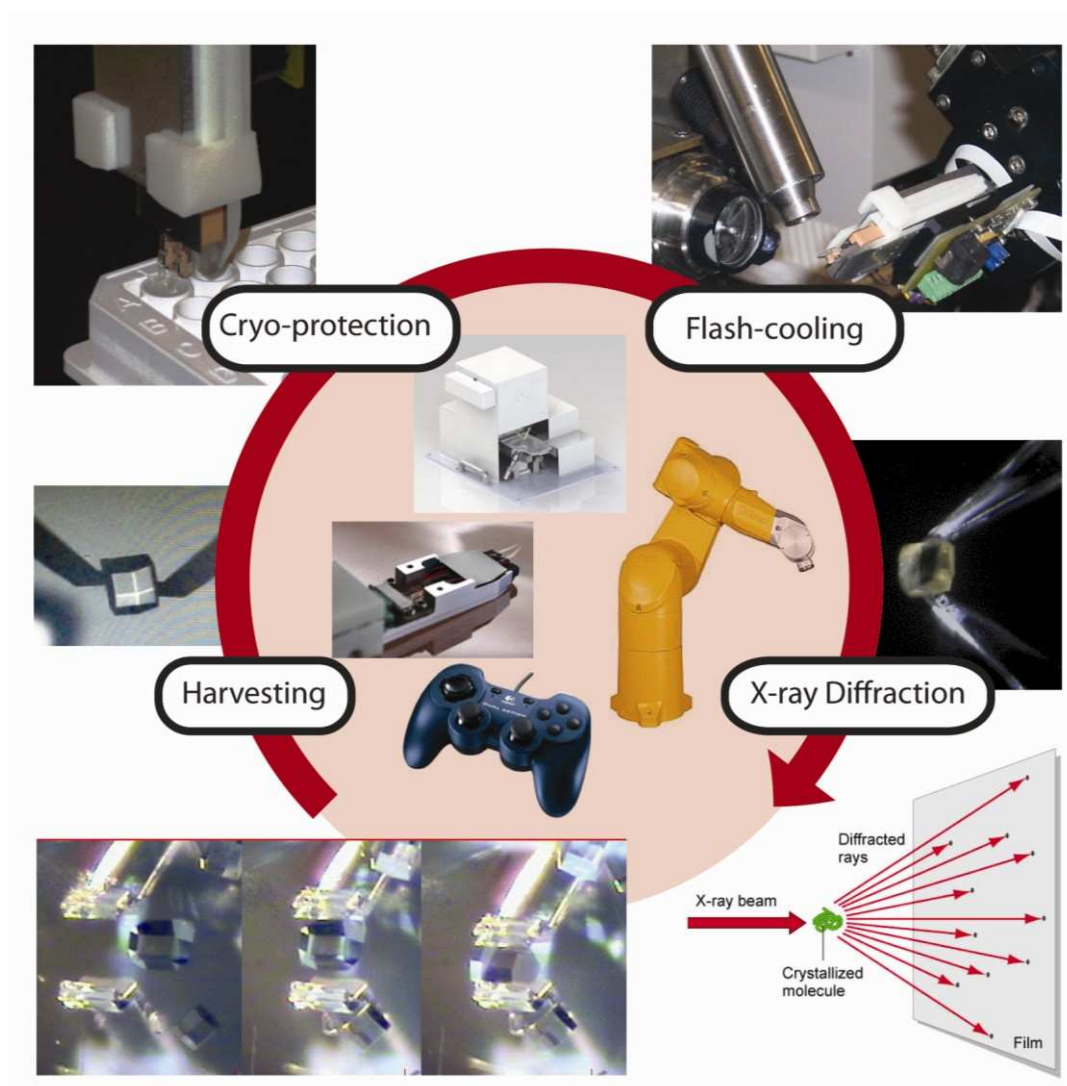 Cryo-protection
Flash-cooling
Harvesting
X-ray Diffraction
Diffracted
rays
X-ray beam
Crystallized
molecule
Film